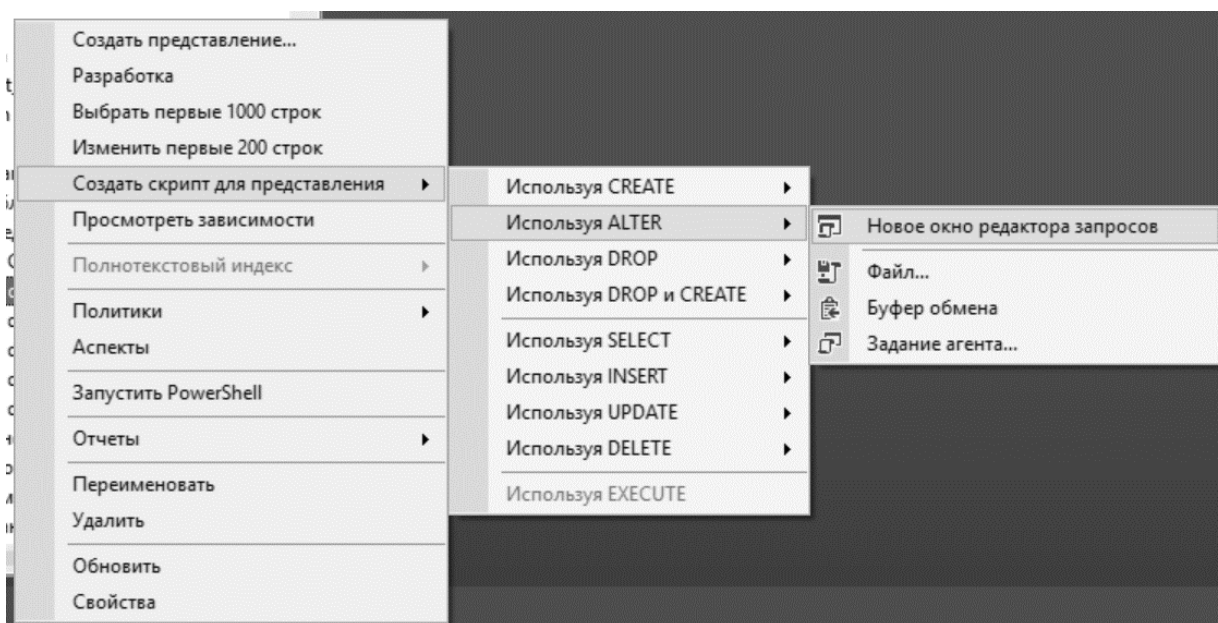 Создать представление...
Разработка
Выбрать первые 1000 строк
Изменить первые 200 строк
Создать скрипт для представления
Просмотреть зависимости
Полнотекстовый индекс
Политики
Аспекты
Запустить PowerShell
Отчеты
Переименовать
Удалить
Обновить
Свойства
Используя CREATE
Используя ALTER
Используя DROP
Используя DROP и CREATE
Используя SELECT
Используя INSERT
Используя UPDATE
Используя DELETE
Используя EXECUTE
Новое окно редактора запросов
Файл...
Буфер обмена
Задание агента...